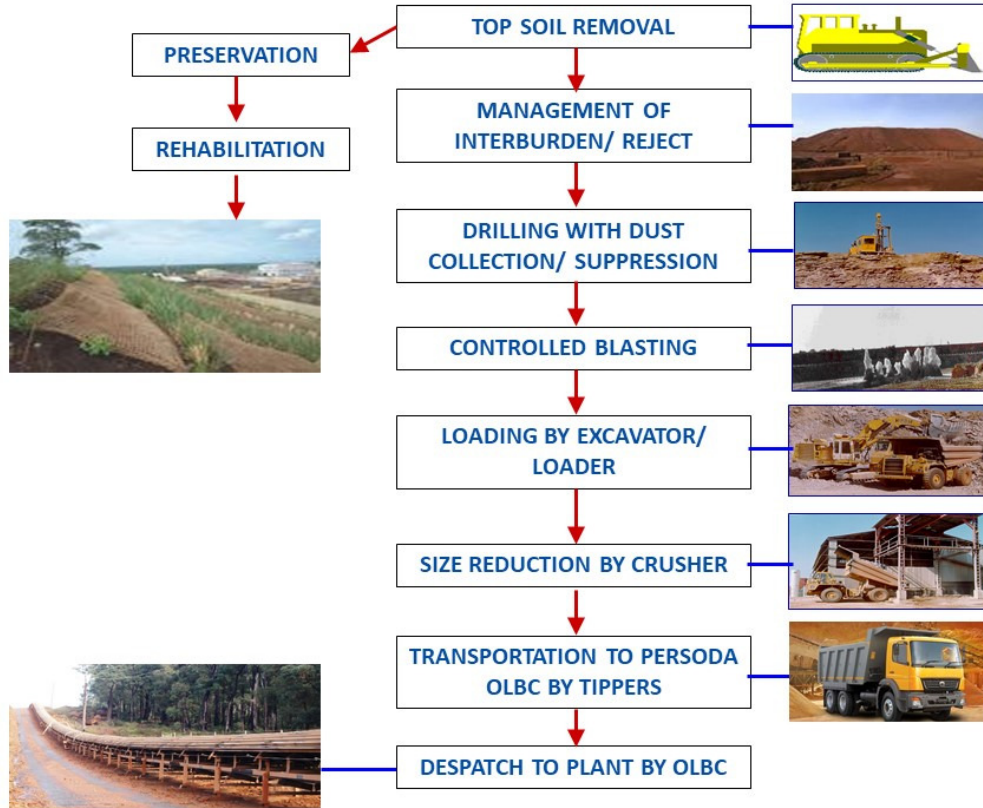 TOP SOIL REMOVAL
PRESERVATION
MANAGEMENT OF
INTERBURDEN/ REJECT
REHABILITATION
DRILLING WITH DUST
COLLECTION/ SUPPRESSION
CONTROLLED BLASTING
LOADING BY EXCAVATOR/
LOADER
SIZE REDUCTION BY CRUSHER
TRANSPORTATION TO PERSODA
OLBC BY TIPPERS
DESPATCH TO PLANT BY OLBC